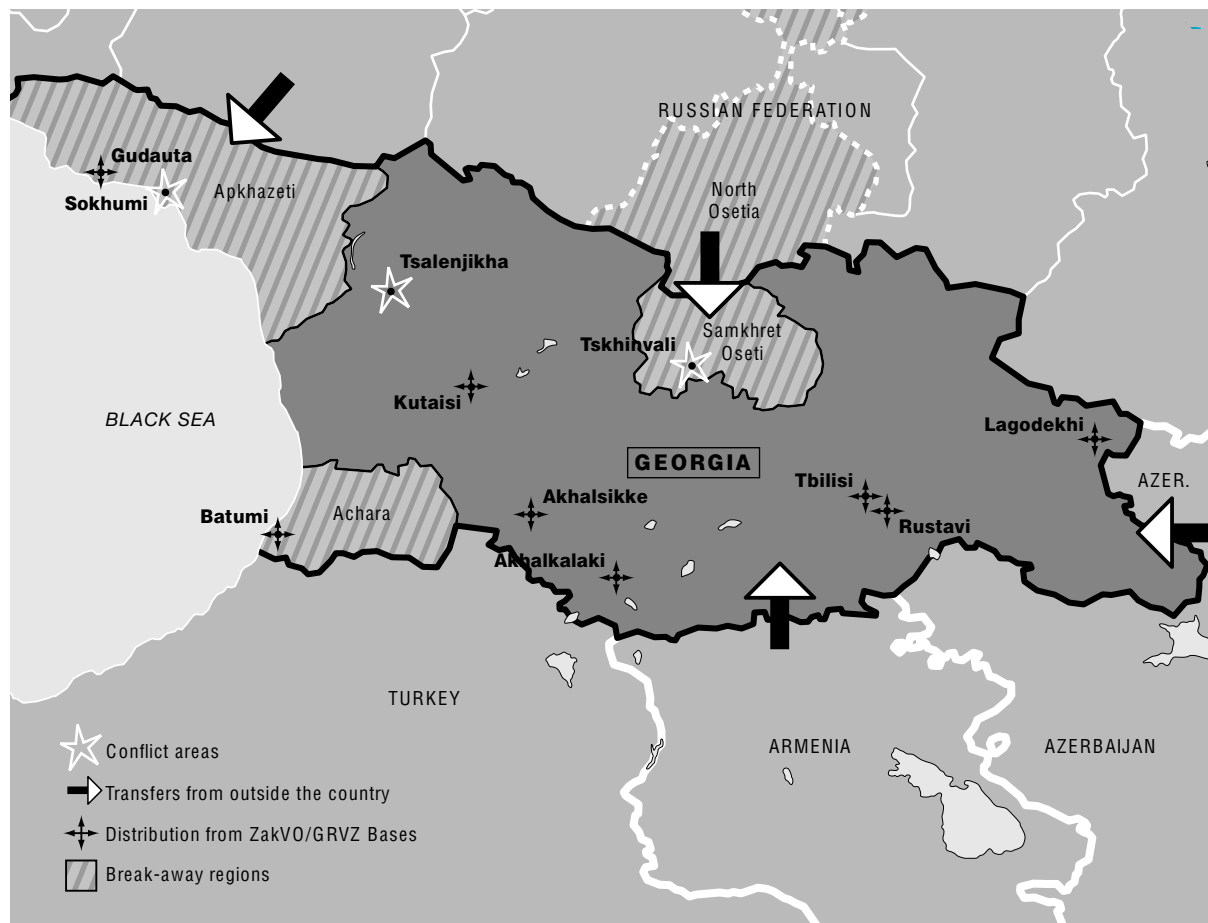 RUSSIAN FEDERATION
Gudauta
Apkhazeti
North
Osetia
Sokhumi
Tsalenjikha
Samkhret
Oseti
Tskhinvali
Kutaisi
BLACK SEA
Lagodekhi
GEORGIA
Tbilisi
AZER.
Akhalsikke
Batumi
Achara
Rustavi
Akhalkalaki
TURKEY
ARMENIA
AZERBAIJAN
Conflict areas
Transfers from outside the country
Distribution from ZakVO/GRVZ Bases
Break-away regions